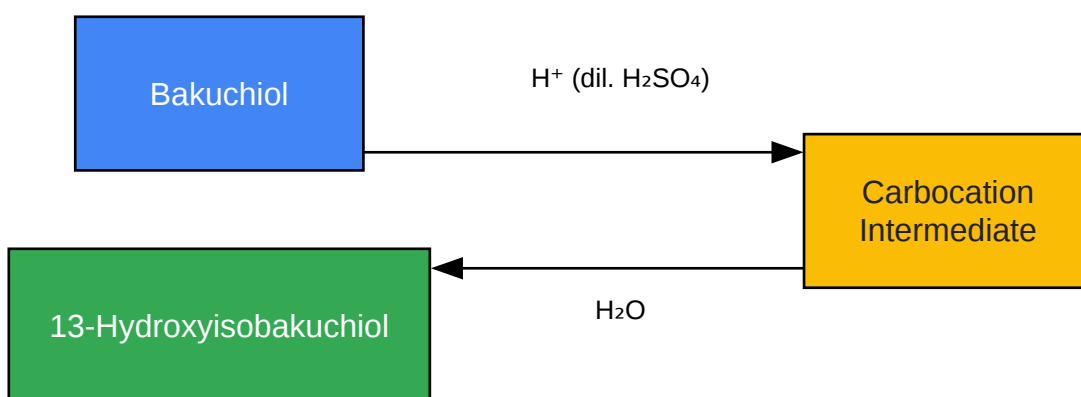 Bakuchiol
H⁺ (dil. H₂SO₄)
Carbocation
Intermediate
H₂O
13-Hydroxyisobakuchiol